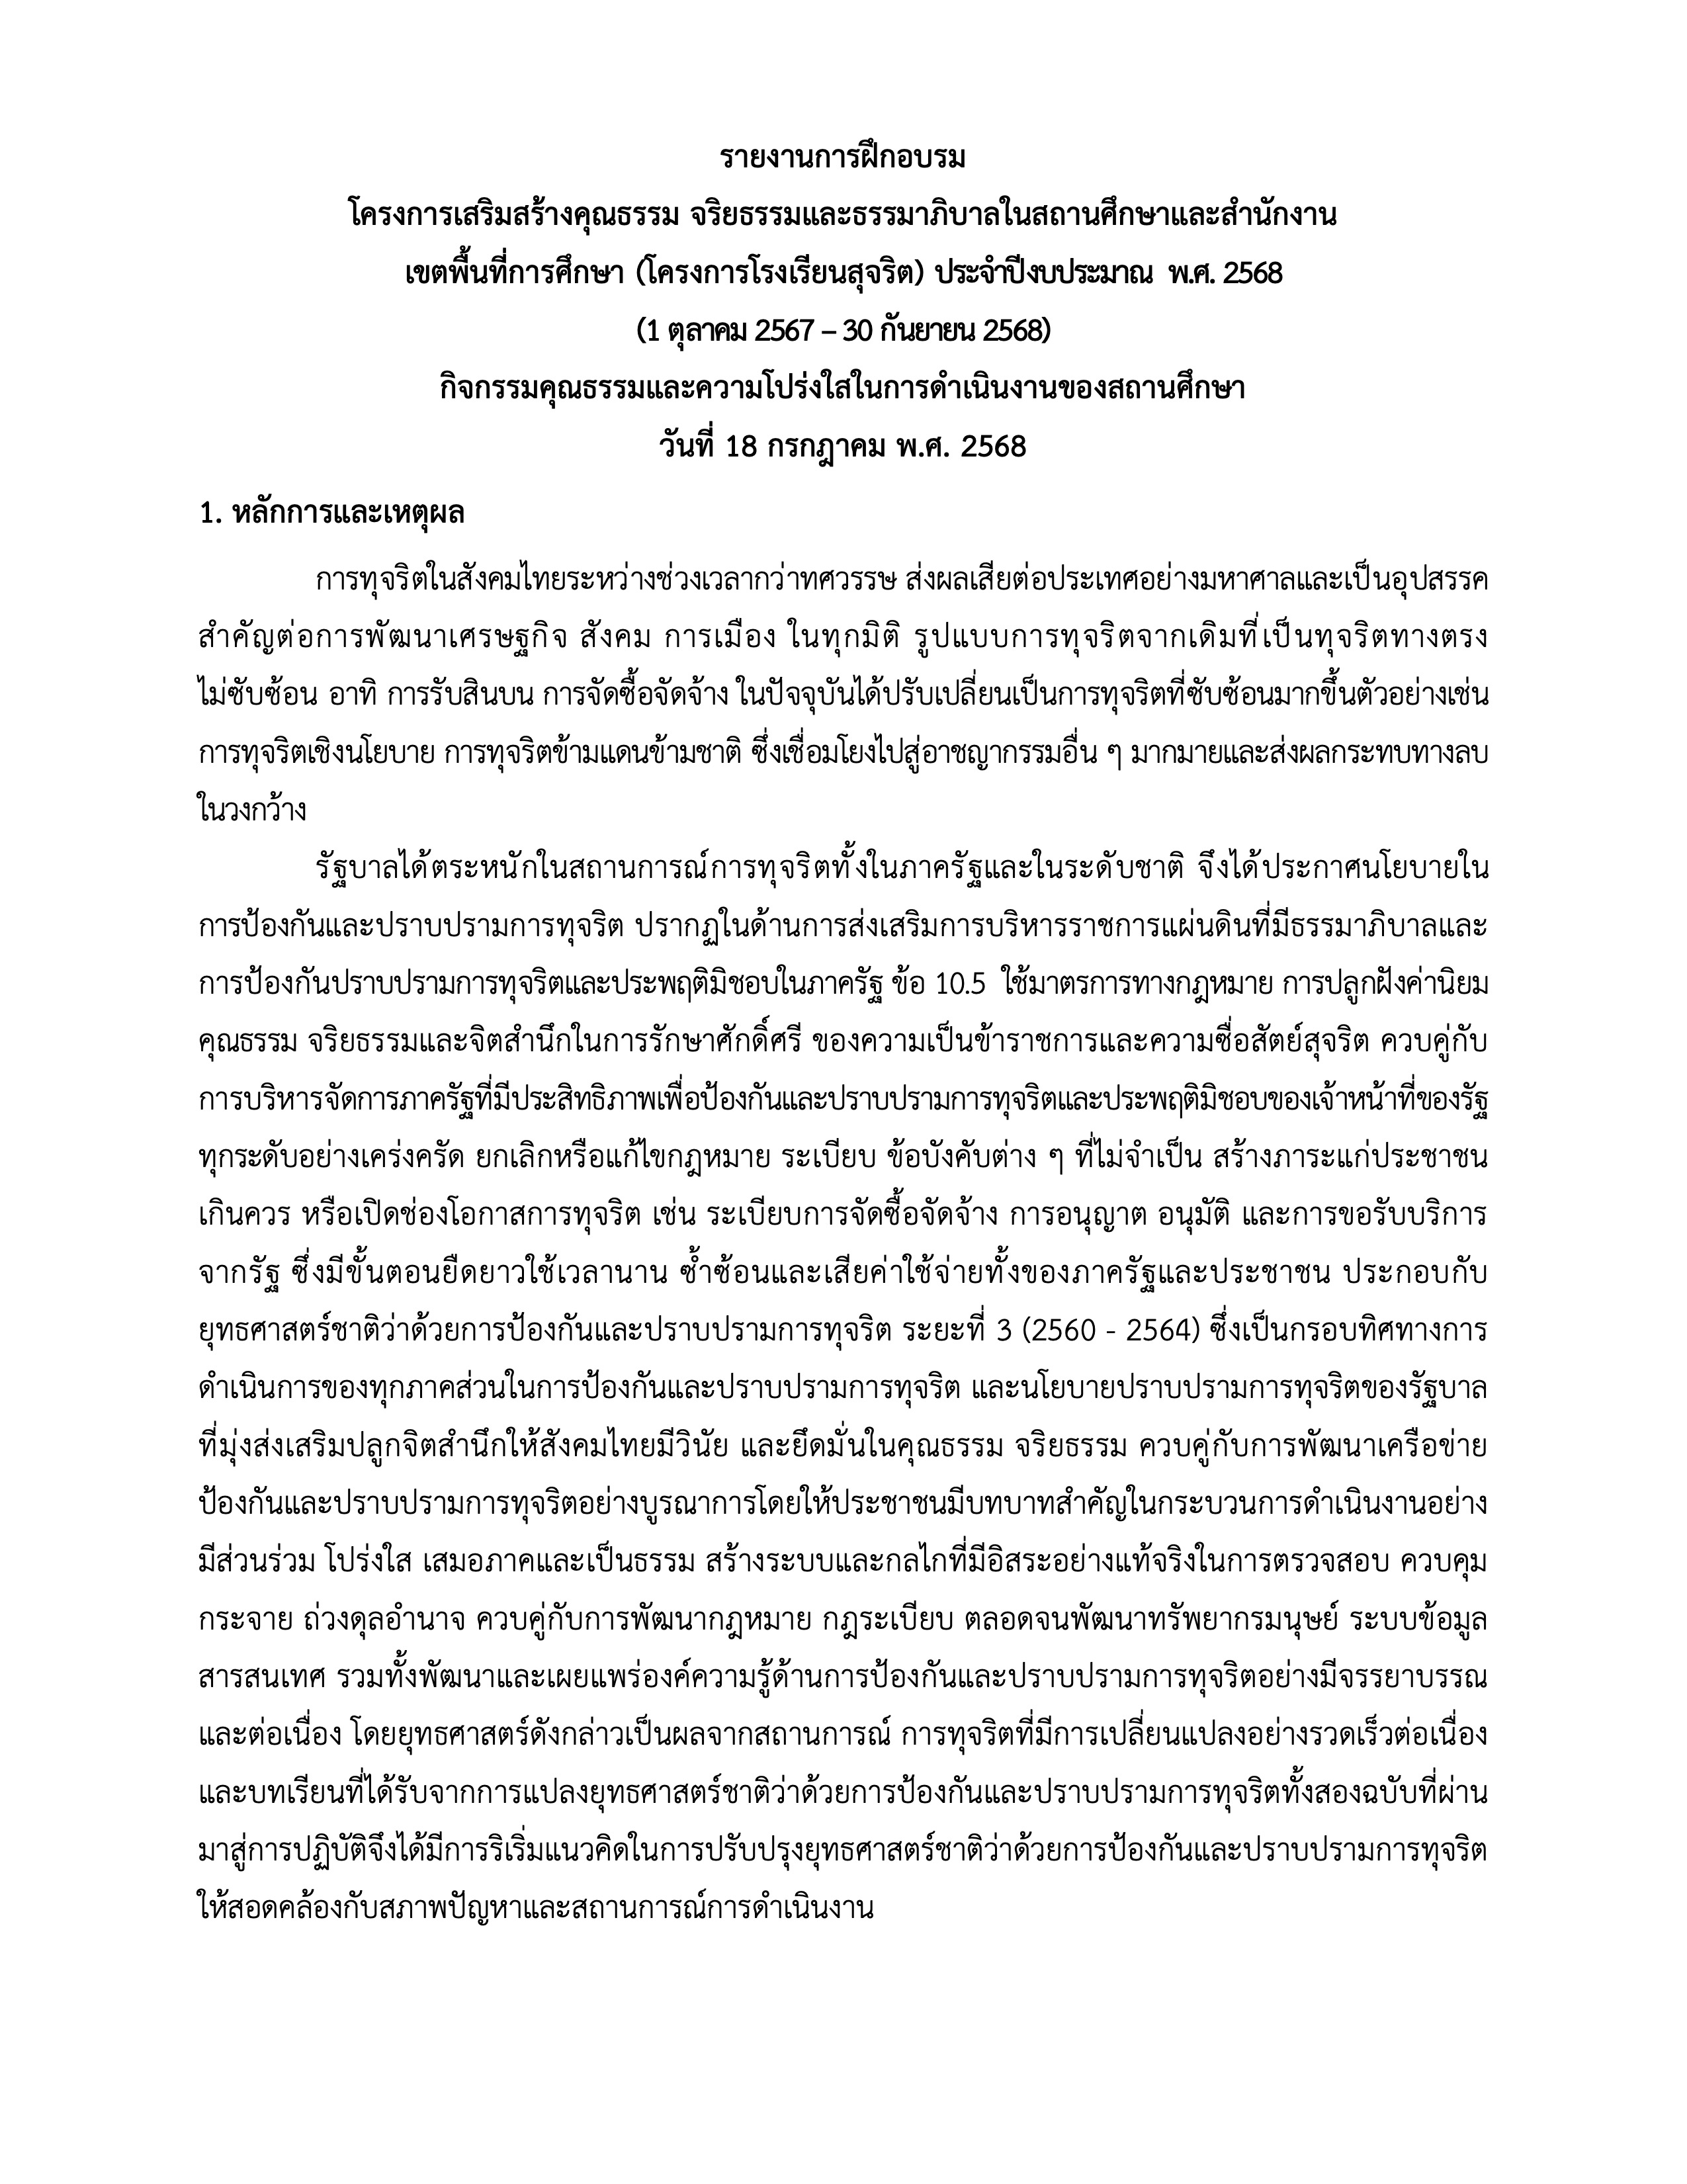 รายงานการฝึกอบรม
โครงการเสริมสร้างคุณธรรม จริยธรรมและธรรมาภิบาลในสถานศึกษาและสำนักงาน
เขตพื้นที่การศึกษา (โครงการโรงเรียนสุจริต) ประจำปีงบประมาณ พ.ศ. 2568
(1 ตุลาคม 2567 – 30 กันยายน 2568)
กิจกรรมคุณธรรมและความโปร่งใสในการดำเนินงานของสถานศึกษา
วันที่ 18 กรกฎาคม พ.ศ. 2568
1. หลักการและเหตุผล
การทุจริตในสังคมไทยระหว่างช่วงเวลากว่าทศวรรษ ส่งผลเสียต่อประเทศอย่างมหาศาลและเป็นอุปสรรค
สำคัญต่อการพัฒนาเศรษฐกิจ สังคม การเมือง ในทุกมิติ รูปแบบการทุจริตจากเดิมที่เป็นทุจริตทางตรง
ไม่ซับซ้อน อาทิ การรับสินบน การจัดซื้อจัดจ้าง ในปัจจุบันได้ปรับเปลี่ยนเป็นการทุจริตที่ซับซ้อนมากขึ้นตัวอย่างเช่น
การทุจริตเชิงนโยบาย การทุจริตข้ามแดนข้ามชาติ ซึ่งเชื่อมโยงไปสู่อาชญากรรมอื่น ๆ มากมายและส่งผลกระทบทางลบ
ในวงกว้าง
รัฐบาลได้ตระหนักในสถานการณ์การทุจริตทั้งในภาครัฐและในระดับชาติ จึงได้ประกาศนโยบายใน
การป้องกันและปราบปรามการทุจริต ปรากฏในด้านการส่งเสริมการบริหารราชการแผ่นดินที่มีธรรมาภิบาลและ
การป้องกันปราบปรามการทุจริตและประพฤติมิชอบในภาครัฐ ข้อ 10.5 ใช้มาตรการทางกฎหมาย การปลูกฝังค่านิยม
คุณธรรม จริยธรรมและจิตสำนึกในการรักษาศักดิ์ศรี ของความเป็นข้าราชการและความซื่อสัตย์สุจริต ควบคู่กับ
การบริหารจัดการภาครัฐที่มีประสิทธิภาพเพื่อป้องกันและปราบปรามการทุจริตและประพฤติมิชอบของเจ้าหน้าที่ของรัฐ
ทุกระดับอย่างเคร่งครัด ยกเลิกหรือแก้ไขกฎหมาย ระเบียบ ข้อบังคับต่าง ๆ ที่ไม่จำเป็น สร้างภาระแก่ประชาชน
เกินควร หรือเปิดช่องโอกาสการทุจริต เช่น ระเบียบการจัดซื้อจัดจ้าง การอนุญาต อนุมัติ และการขอรับบริการ
จากรัฐ ซึ่งมีขั้นตอนยืดยาวใช้เวลานาน ซ้ำซ้อนและเสียค่าใช้จ่ายทั้งของภาครัฐและประชาชน ประกอบกับ
ยุทธศาสตร์ชาติว่าด้วยการป้องกันและปราบปรามการทุจริต ระยะที่ 3 (2560 - 2564) ซึ่งเป็นกรอบทิศทางการ
ดำเนินการของทุกภาคส่วนในการป้องกันและปราบปรามการทุจริต และนโยบายปราบปรามการทุจริตของรัฐบาล
ที่มุ่งส่งเสริมปลูกจิตสำนึกให้สังคมไทยมีวินัย และยึดมั่นในคุณธรรม จริยธรรม ควบคู่กับการพัฒนาเครือข่าย
ป้องกันและปราบปรามการทุจริตอย่างบูรณาการโดยให้ประชาชนมีบทบาทสำคัญในกระบวนการดำเนินงานอย่าง
มีส่วนร่วม โปร่งใส เสมอภาคและเป็นธรรม สร้างระบบและกลไกที่มีอิสระอย่างแท้จริงในการตรวจสอบ ควบคุม
กระจาย ถ่วงดุลอำนาจ ควบคู่กับการพัฒนากฎหมาย กฎระเบียบ ตลอดจนพัฒนาทรัพยากรมนุษย์ ระบบข้อมูล
สารสนเทศ รวมทั้งพัฒนาและเผยแพร่องค์ความรู้ด้านการป้องกันและปราบปรามการทุจริตอย่างมีจรรยาบรรณ
และต่อเนื่อง โดยยุทธศาสตร์ดังกล่าวเป็นผลจากสถานการณ์ การทุจริตที่มีการเปลี่ยนแปลงอย่างรวดเร็วต่อเนื่อง
และบทเรียนที่ได้รับจากการแปลงยุทธศาสตร์ชาติว่าด้วยการป้องกันและปราบปรามการทุจริตทั้งสองฉบับที่ผ่าน
มาสู่การปฏิบัติจึงได้มีการริเริ่มแนวคิดในการปรับปรุงยุทธศาสตร์ชาติว่าด้วยการป้องกันและปราบปรามการทุจริต
ให้สอดคล้องกับสภาพปัญหาและสถานการณ์การดำเนินงาน